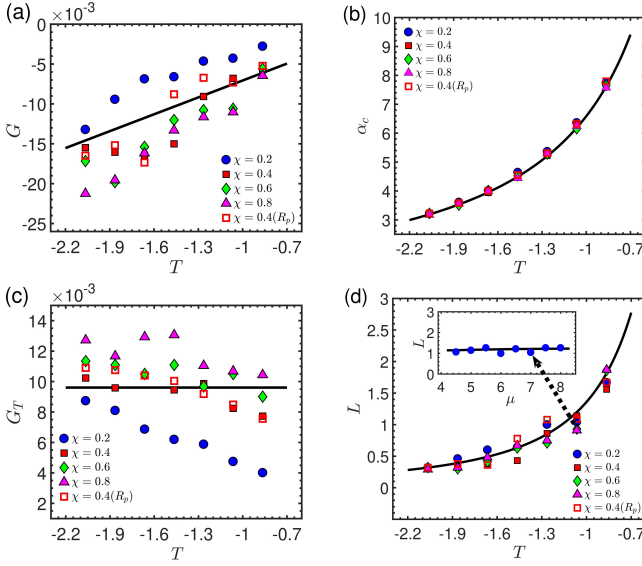 (a)
×10⁻³
0
-5
-10
-15
-20
-25
G
-2.2 -1.9 -1.6 -1.3 -1 -0.7
T
χ = 0.2
χ = 0.4
χ = 0.6
χ = 0.8
χ = 0.4(Rₚ)
(b)
10
9
8
7
6
5
4
3
α_c
-2.2 -1.9 -1.6 -1.3 -1 -0.7
T
χ = 0.2
χ = 0.4
χ = 0.6
χ = 0.8
χ = 0.4(Rₚ)
(c)
×10⁻³
14
12
10
8
6
4
2
G_T
-2.2 -1.9 -1.6 -1.3 -1 -0.7
T
χ = 0.2
χ = 0.4
χ = 0.6
χ = 0.8
χ = 0.4(Rₚ)
(d)
3
2.5
2
1.5
1
0.5
0
L
-2.2 -1.9 -1.6 -1.3 -1 -0.7
T
2
1
0
L
4 5 6 7 8
μ
χ = 0.2
χ = 0.4
χ = 0.6
χ = 0.8
χ = 0.4(Rₚ)